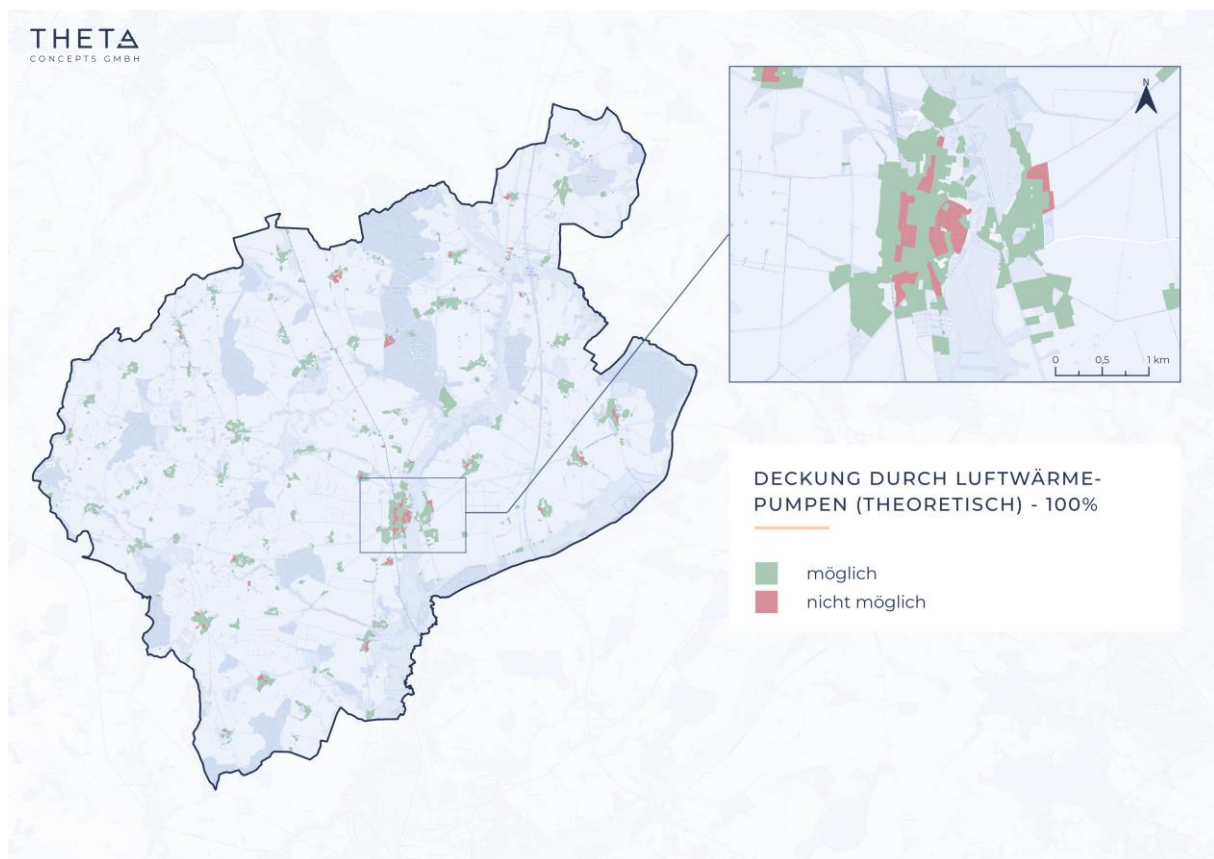 THETA
CONCEPTS GMBH
N
0
0,5
1 km
DECKUNG DURCH LUFTWÄRME-
PUMPEN (THEORETISCH) - 100%
möglich
nicht möglich